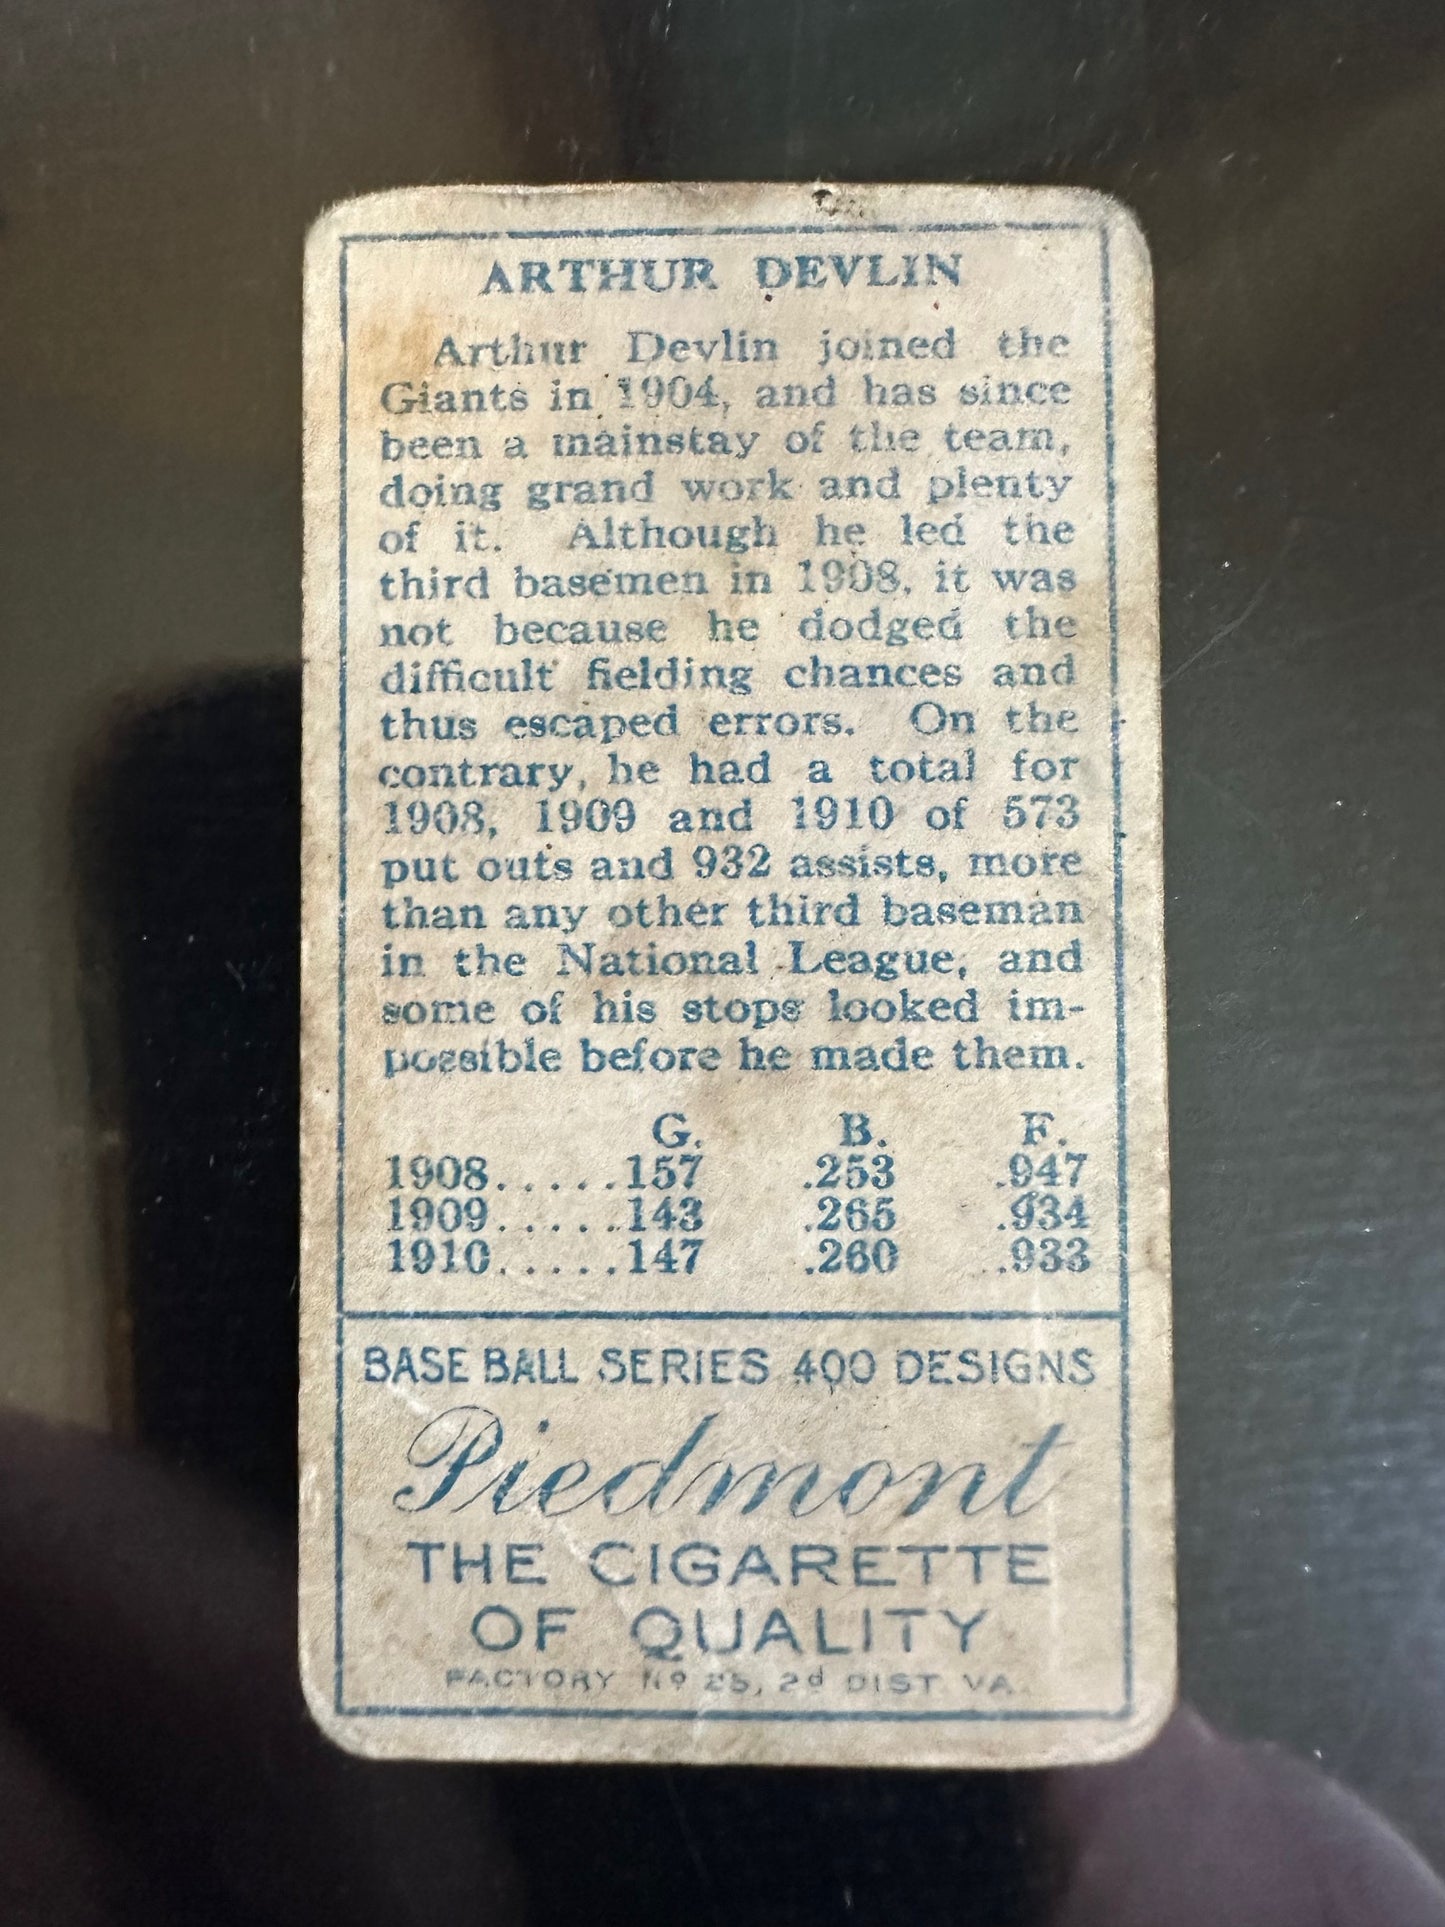 ARTHUR DEVLIN
Arthur Devlin joined the
Giants in 1904, and has since
been a mainstay of the team,
doing grand work and plenty
of it. Although he led the
third basemen in 1908, it was
not because he dodged the
difficult fielding chances and
thus escaped errors. On the
contrary, he had a total for
1908, 1909 and 1910 of 573
put outs and 932 assists, more
than any other third baseman
in the National League, and
some of his stops looked im-
possible before he made them.
G. B. F.
1908.....157 .253 .947
1909......143 .265 .934
1910.....147 .260 .933
BASE BALL SERIES 400 DESIGNS
Piedmont
THE CIGARETTE
OF QUALITY
FACTORY No 25, 2d DIST. VA.